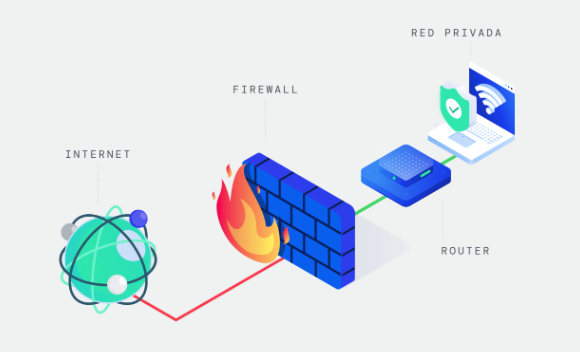 RED PRIVADA
FIREWALL
INTERNET
ROUTER